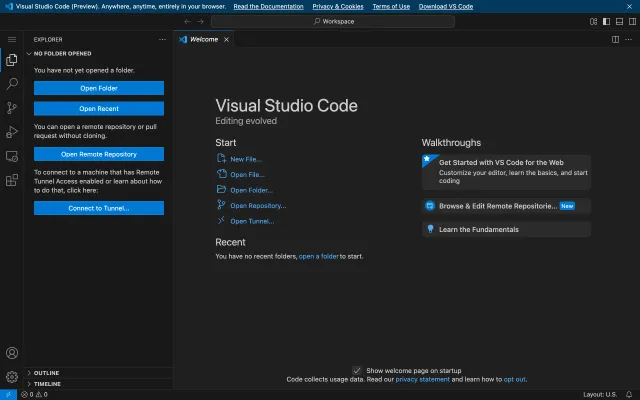 Visual Studio Code (Preview). Anywhere, anytime, entirely in your browser. Read the Documentation Privacy & Cookies Terms of Use Download VS Code
Workspace
EXPLORER
Welcome
NO FOLDER OPENED
You have not yet opened a folder.
Open Folder
Open Recent
You can open a remote repository or pull
request without cloning.
Open Remote Repository
To connect to a machine that has Remote
Tunnel Access enabled or learn about how
to do that, click here:
Connect to Tunnel...
OUTLINE
TIMELINE
Visual Studio Code
Editing evolved
Start
New File...
Open File...
Open Folder...
Open Repository...
Open Tunnel...
Recent
You have no recent folders, open a folder to start.
Walkthroughs
Get Started with VS Code for the Web
Customize your editor, learn the basics, and start
coding
Browse & Edit Remote Repositorie... New
Learn the Fundamentals
Show welcome page on startup
Code collects usage data. Read our privacy statement and learn how to opt out.
0 0
Layout: U.S.